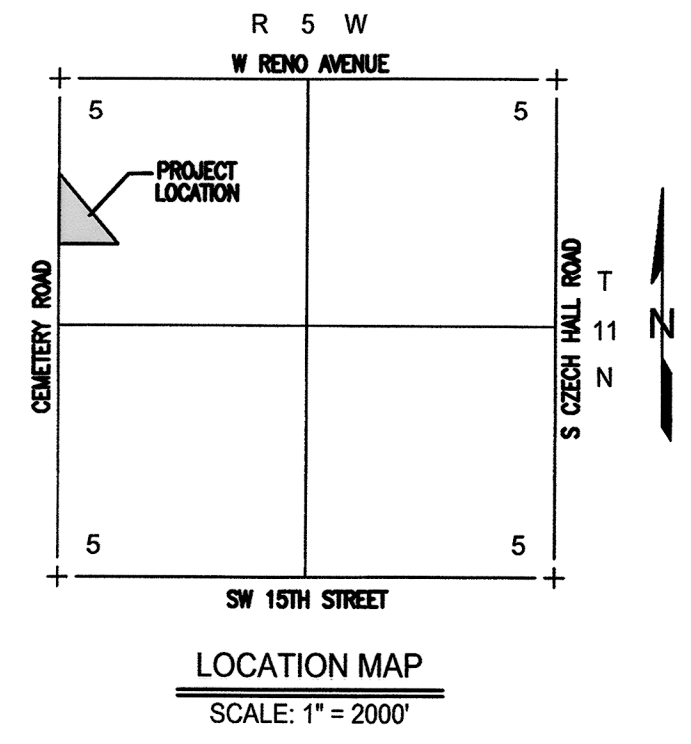 R 5 W
W RENO AVENUE
5 5
PROJECT
LOCATION
CEMETERY ROAD
S CZECH HALL ROAD
T
11
N
N
5 5
SW 15TH STREET
LOCATION MAP
SCALE: 1" = 2000'